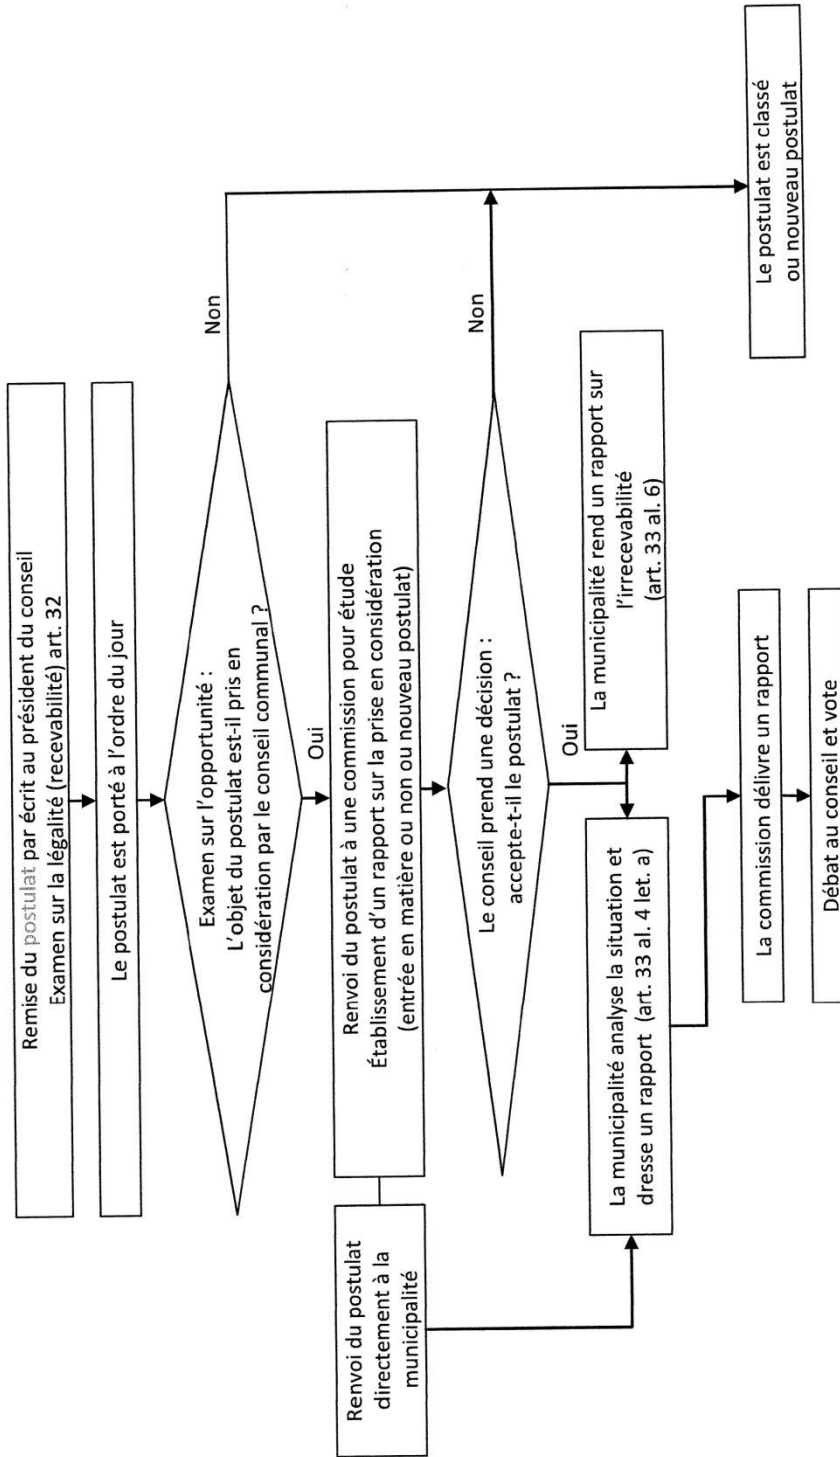 Remise du postulat par écrit au président du conseil
Examen sur la légalité (recevabilité) art. 32
Le postulat est porté à l'ordre du jour
Examen sur l'opportunité :
L'objet du postulat est-il pris en
considération par le conseil communal ?
Non
Oui
Renvoi du postulat directement à la
municipalité
Renvoi du postulat à une commission pour étude
Établissement d'un rapport sur la prise en considération
(entrée en matière ou non ou nouveau postulat)
Le conseil prend une décision :
accepte-t-il le postulat ?
Non
Oui
La municipalité analyse la situation et
dresse un rapport (art. 33 al. 4 let. a)
La municipalité rend un rapport sur
l'irrecevabilité
(art. 33 al. 6)
La commission délivre un rapport
Débat au conseil et vote
Le postulat est classé
ou nouveau postulat